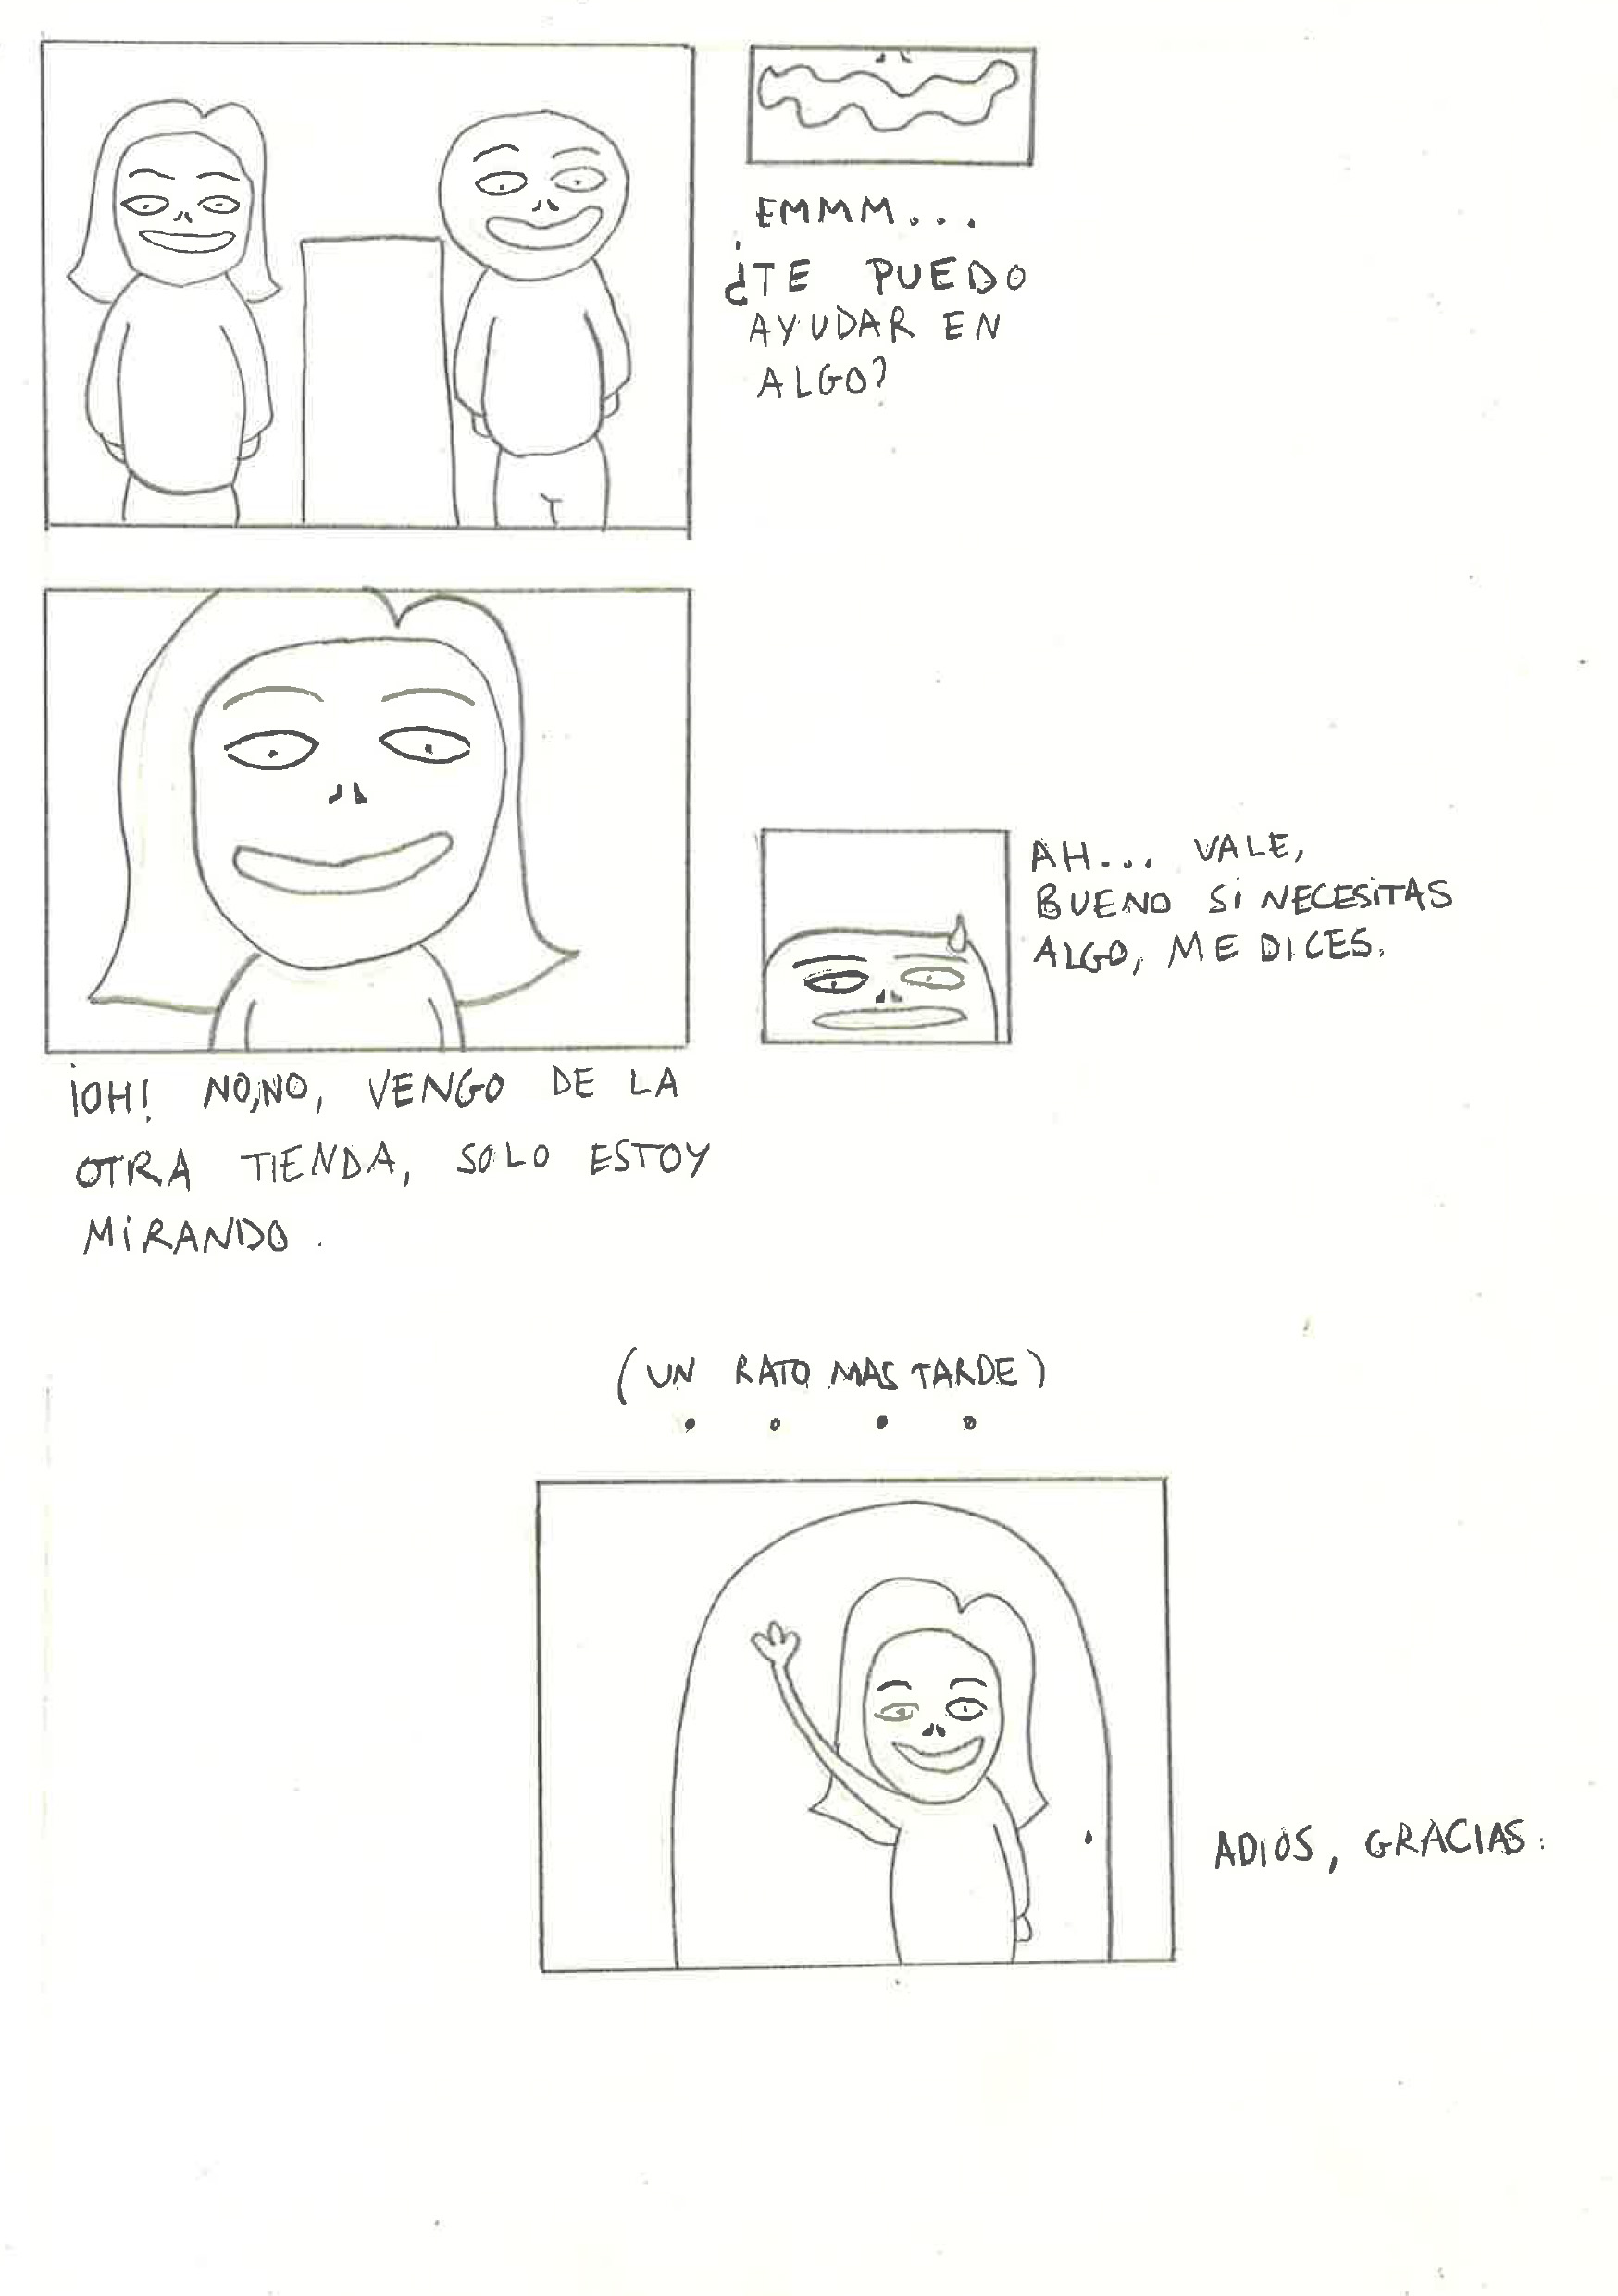 EMMM...
¿TE PUEDO
AYUDAR EN
ALGO?
¡OH! NO,NO, VENGO DE LA
OTRA TIENDA, SOLO ESTOY
MIRANDO.
AH... VALE,
BUENO SI NECESITAS
ALGO, ME DICES.
(UN RATO MAS TARDE)
ADIÓS, GRACIAS.